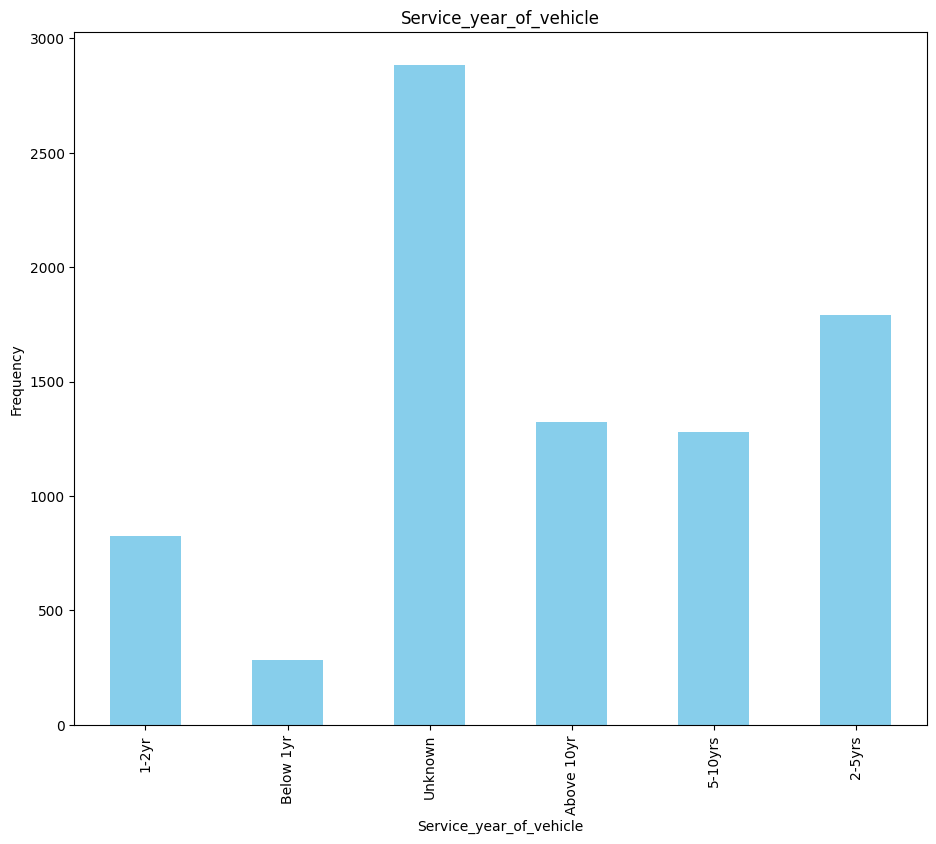 Service_year_of_vehicle
3000
2500
2000
1500
1000
500
0
Frequency
1-2yr
Below 1yr
Unknown
Above 10yr
5-10yrs
2-5yrs
Service_year_of_vehicle